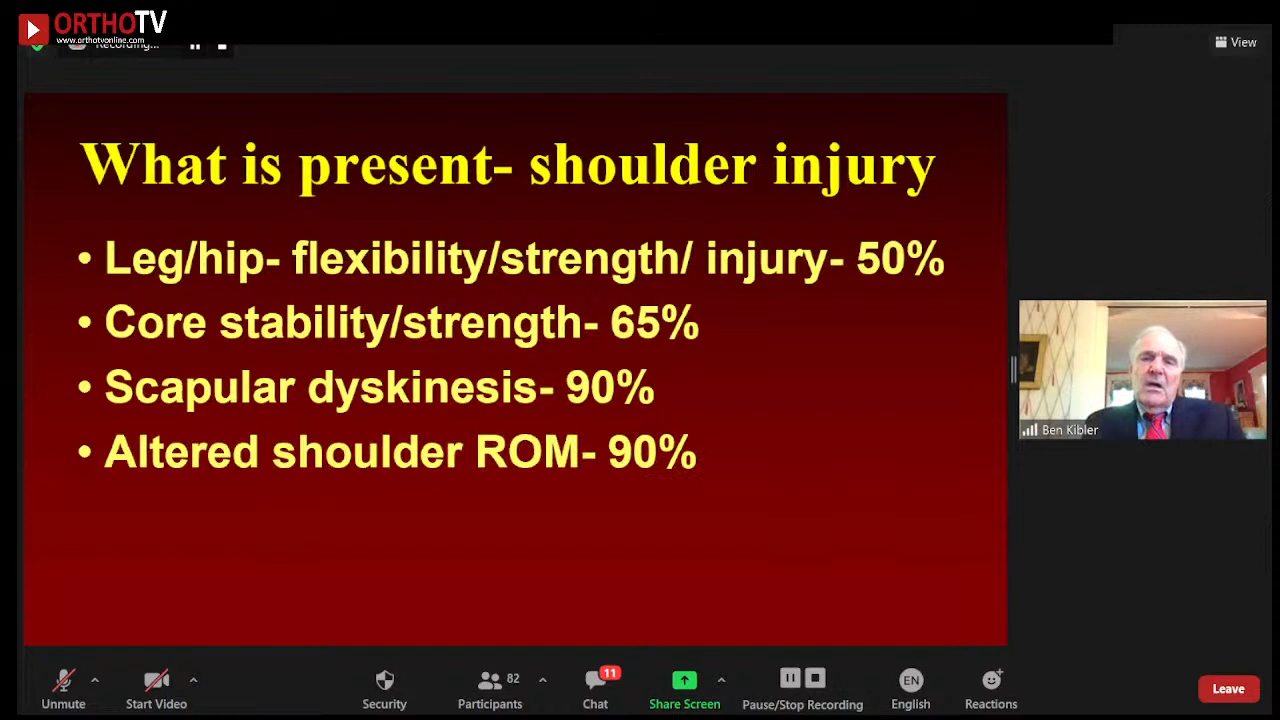 ORTHOTV
www.orthotvonline.com
Recording...
View
What is present- shoulder injury
• Leg/hip- flexibility/strength/ injury- 50%
• Core stability/strength- 65%
• Scapular dyskinesis- 90%
• Altered shoulder ROM- 90%
Ben Kibler
11
82
EN
Unmute
Start Video
Security
Participants
Chat
Share Screen
Pause/Stop Recording
English
Reactions
Leave